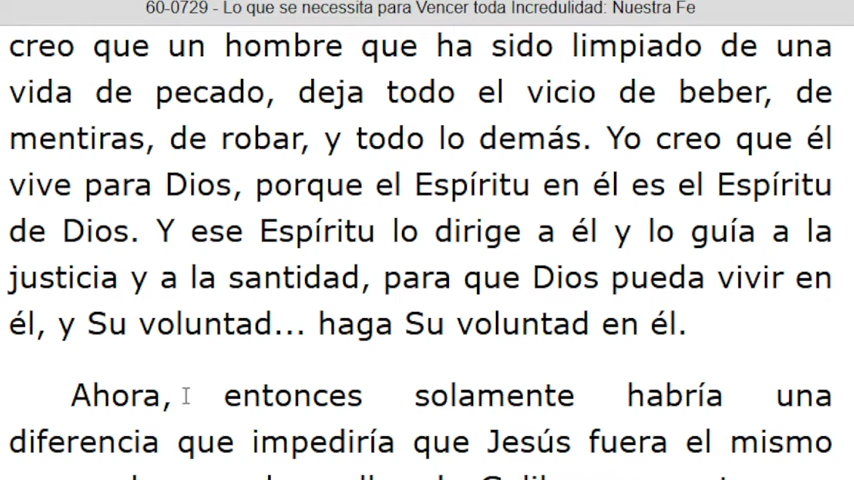 60-0729 - Lo que se necessita para Vencer toda Incredulidad: Nuestra Fe
creo que un hombre que ha sido limpiado de una
vida de pecado, deja todo el vicio de beber, de
mentiras, de robar, y todo lo demás. Yo creo que él
vive para Dios, porque el Espíritu en él es el Espíritu
de Dios. Y ese Espíritu lo dirige a él y lo guía a la
justicia y a la santidad, para que Dios pueda vivir en
él, y Su voluntad... haga Su voluntad en él.
Ahora, entonces solamente habría una
diferencia que impediría que Jesús fuera el mismo